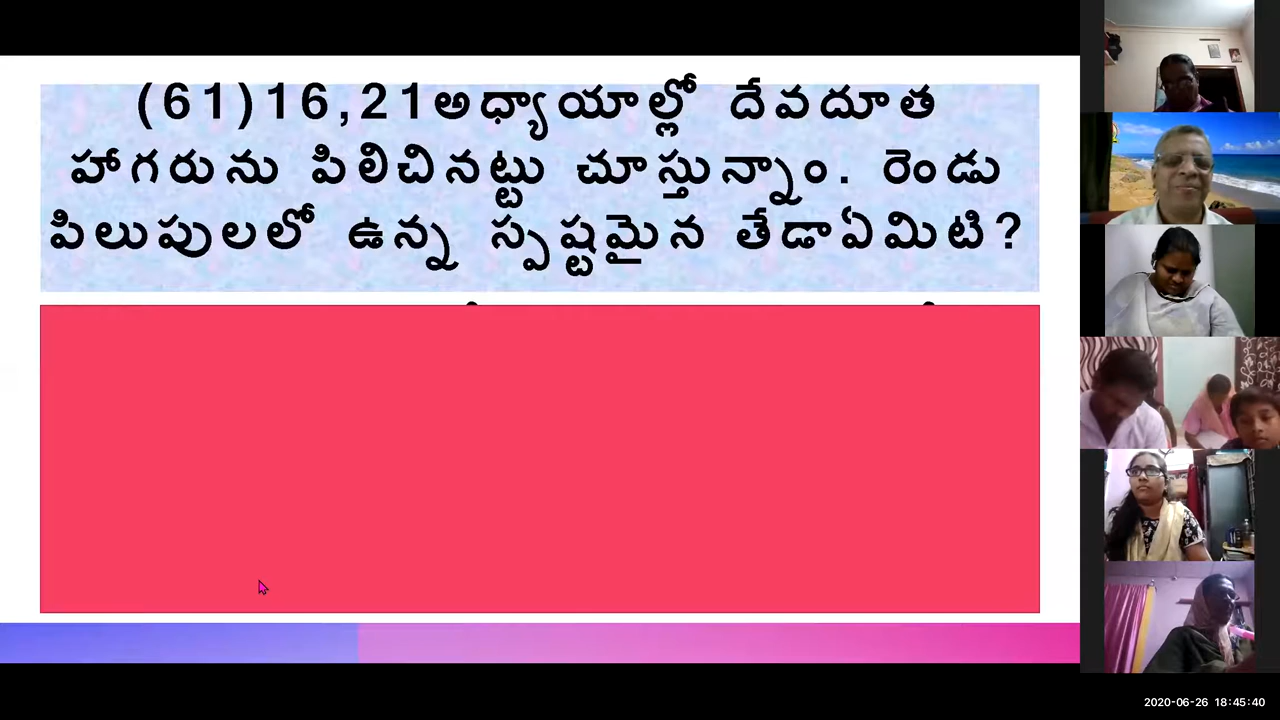 (61)16,21అధ్యాయాల్లో దేవదూత
హాగరును పిలిచినట్టు చూస్తున్నాం. రెండు
పిలుపులలో ఉన్న స్పష్టమైన తేడాఏమిటి?
2020-06-26 18:45:40